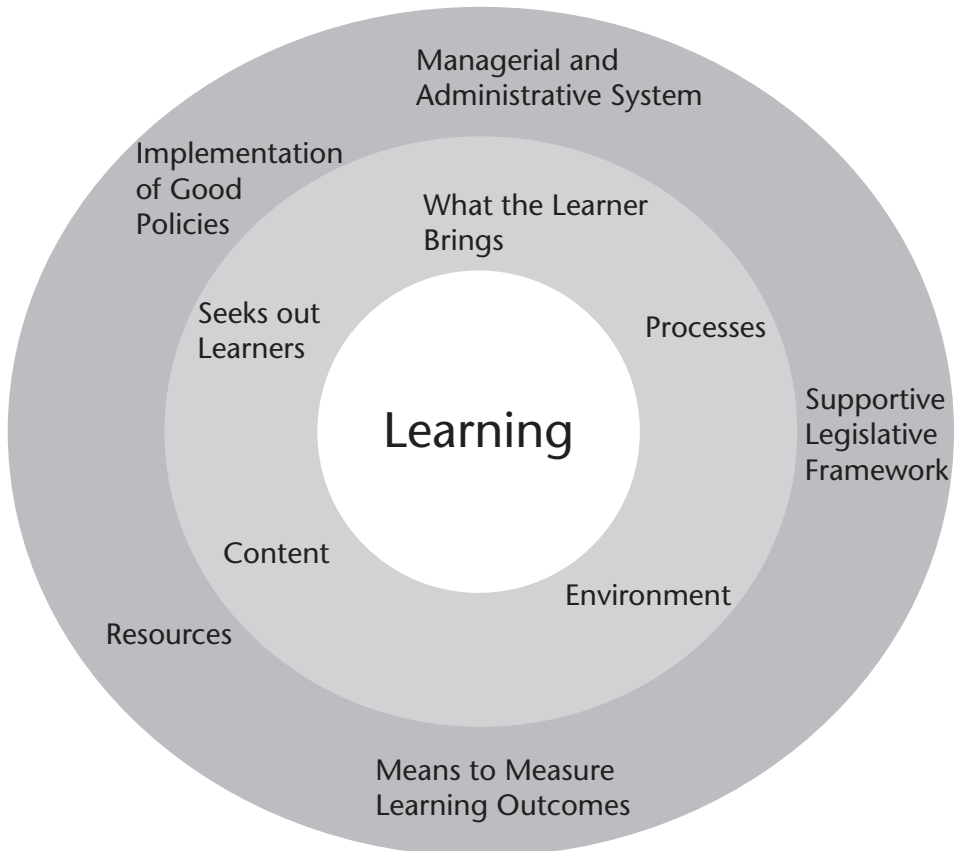 Managerial and
Administrative System
Implementation
of Good
Policies
What the Learner
Brings
Seeks out
Learners
Processes
Supportive
Legislative
Framework
Learning
Content
Environment
Resources
Means to Measure
Learning Outcomes